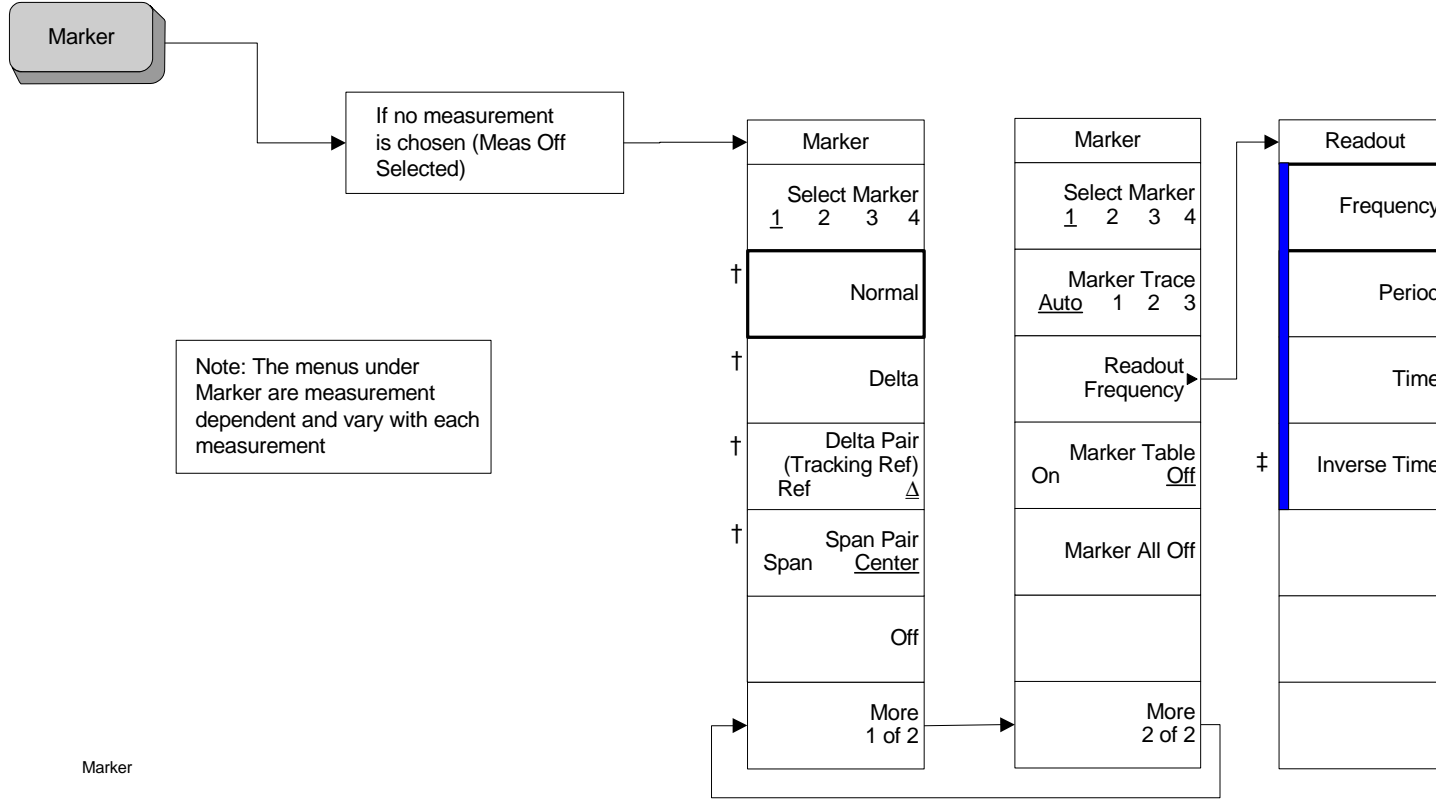 Marker
If no measurement
is chosen (Meas Off
Selected)
Note: The menus under
Marker are measurement
dependent and vary with each
measurement
Marker
Select Marker
1 2 3 4
†
Normal
†
Delta
†
Delta Pair
(Tracking Ref)
Ref Δ
†
Span Pair
Span Center
Off
More
1 of 2
Marker
Select Marker
1 2 3 4
Marker Trace
Auto 1 2 3
Readout
Frequency
Marker Table
On Off
Marker All Off
More
2 of 2
Readout
Frequency
Period
Time
‡
Inverse Time
Marker